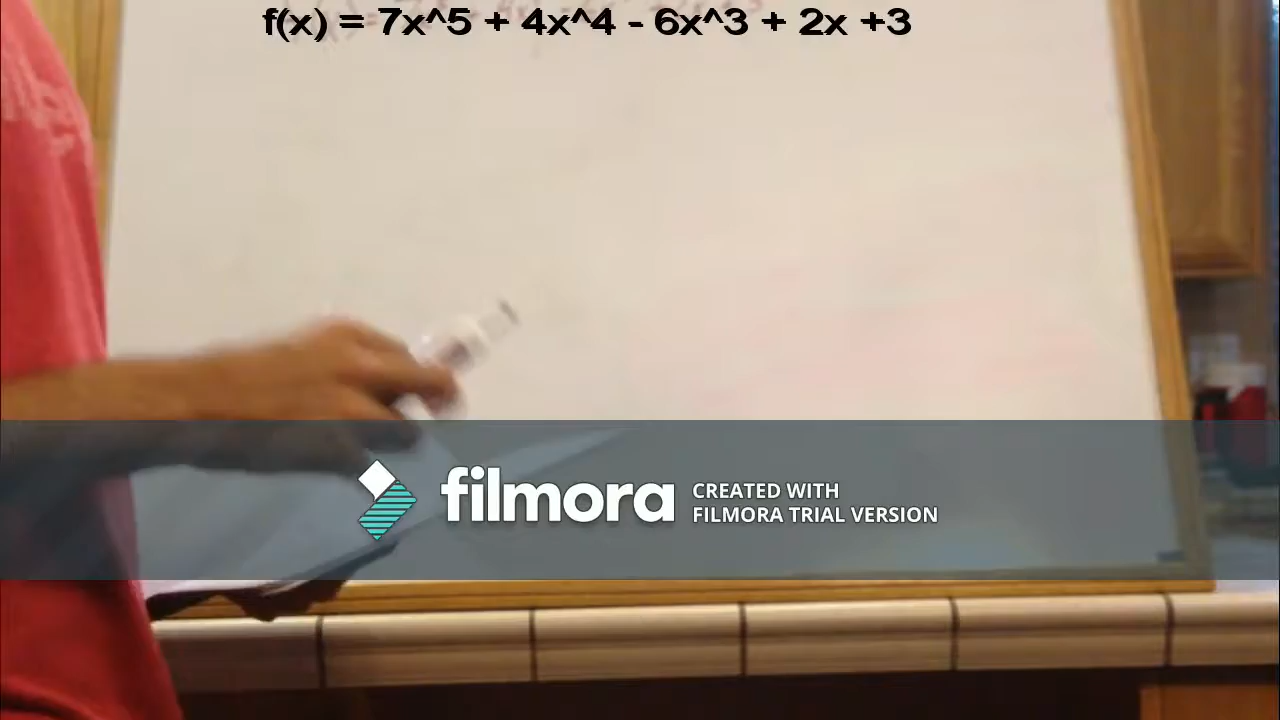 f(x) = 7x^5 + 4x^4 - 6x^3 + 2x +3
filmora
CREATED WITH
FILMORA TRIAL VERSION